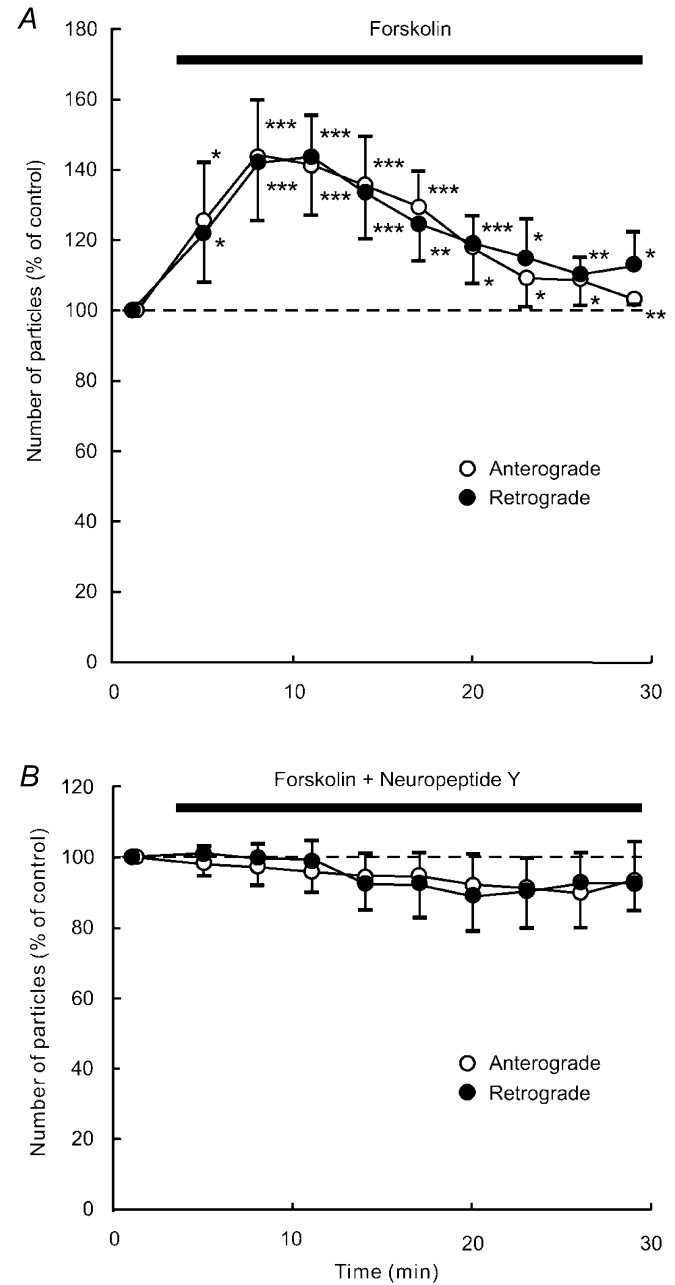 A
Forskolin
Number of particles (% of control)
180
160
140
120
100
80
60
40
20
0
* *** *** *** *** *** * ** *
* *** *** *** ** * * * **
Anterograde
Retrograde
0 10 20 30
B
Forskolin + Neuropeptide Y
Number of particles (% of control)
120
100
80
60
40
20
0
Anterograde
Retrograde
0 10 20 30
Time (min)